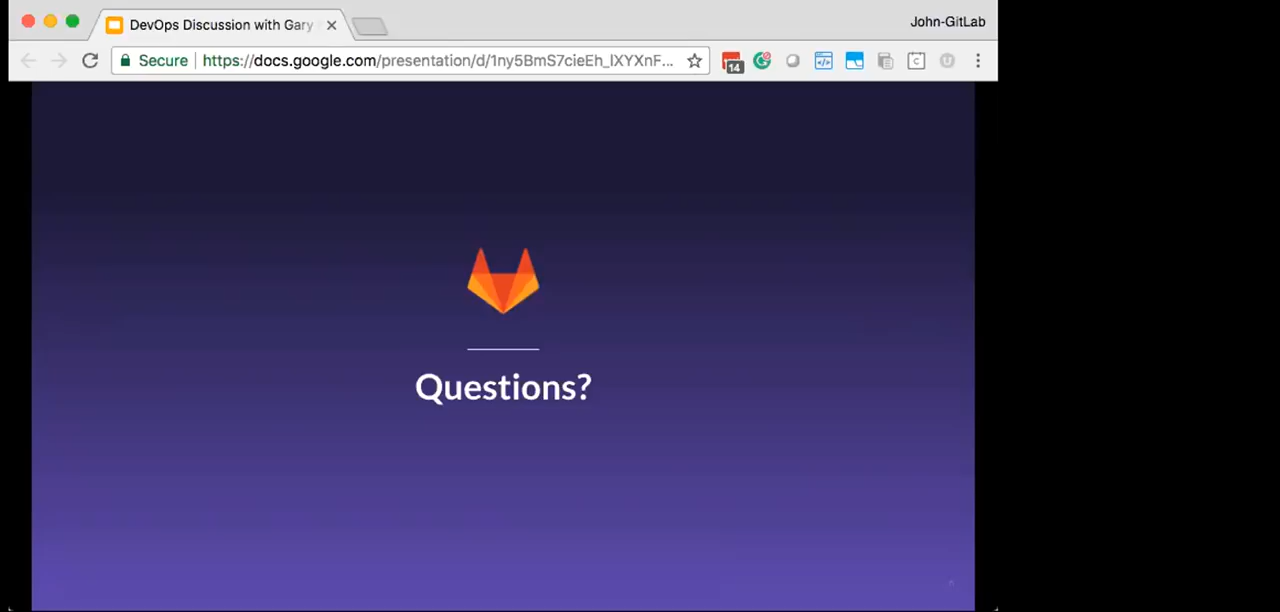 DevOps Discussion with Gary
John-GitLab
Secure https://docs.google.com/presentation/d/1ny5BmS7cieEh_lXYXnF...
14
Questions?